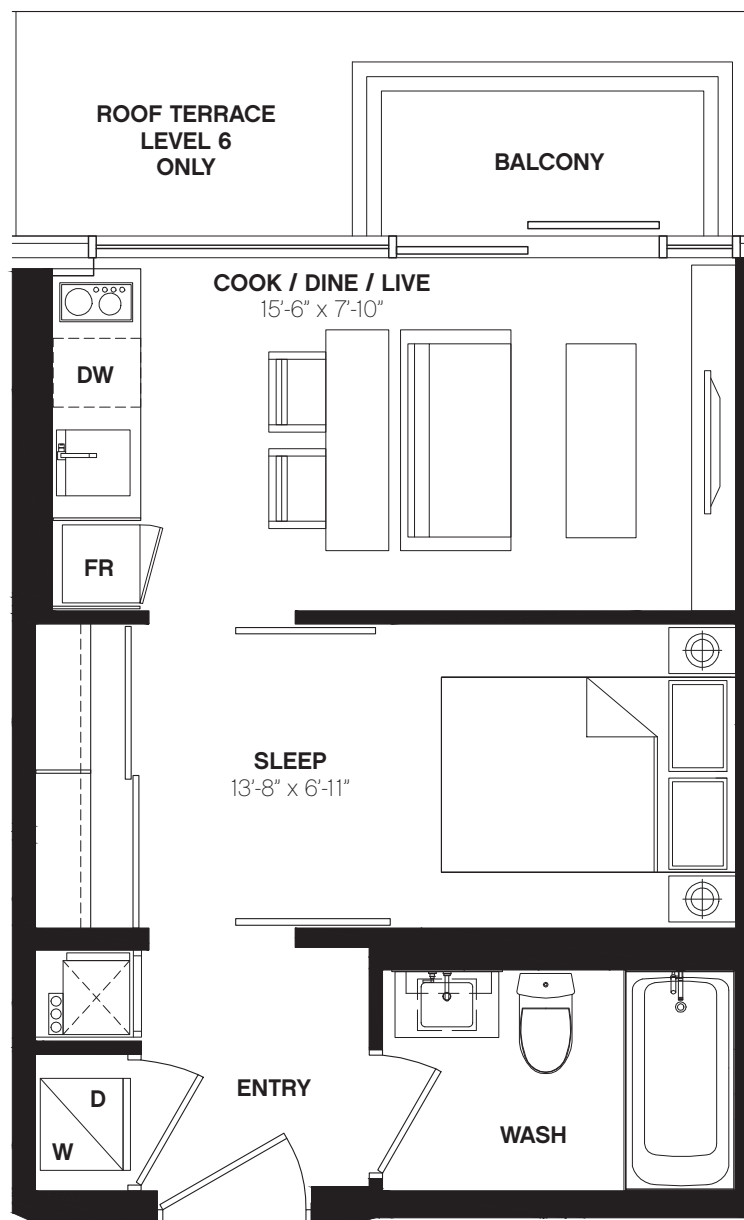 ROOF TERRACE
LEVEL 6
ONLY
BALCONY
COOK / DINE / LIVE
15'-6" x 7'-10"
DW
FR
SLEEP
13'-8" x 6'-11"
ENTRY
D
W
WASH